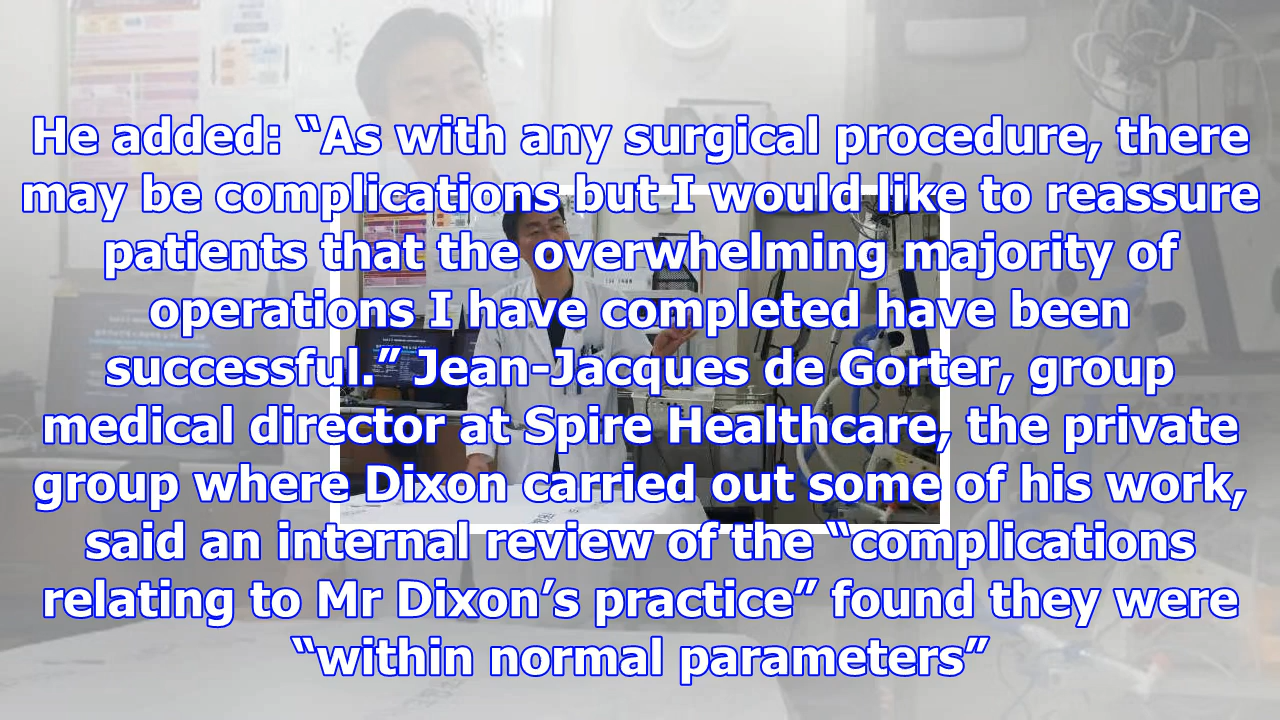 He added: “As with any surgical procedure, there
may be complications but I would like to reassure
patients that the overwhelming majority of
operations I have completed have been
successful.” Jean-Jacques de Gorter, group
medical director at Spire Healthcare, the private
group where Dixon carried out some of his work,
said an internal review of the “complications
relating to Mr Dixon’s practice” found they were
“within normal parameters”